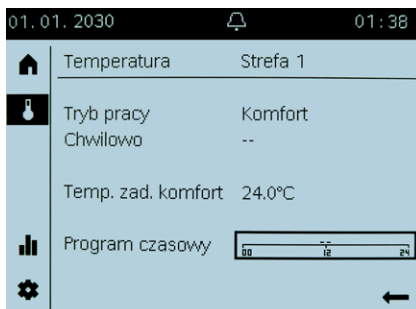 01. 01. 2030 01:38
Temperatura Strefa 1
Tryb pracy Komfort
Chwilowo --
Temp. zad. komfort 24.0°C
Program czasowy --
00 12 24